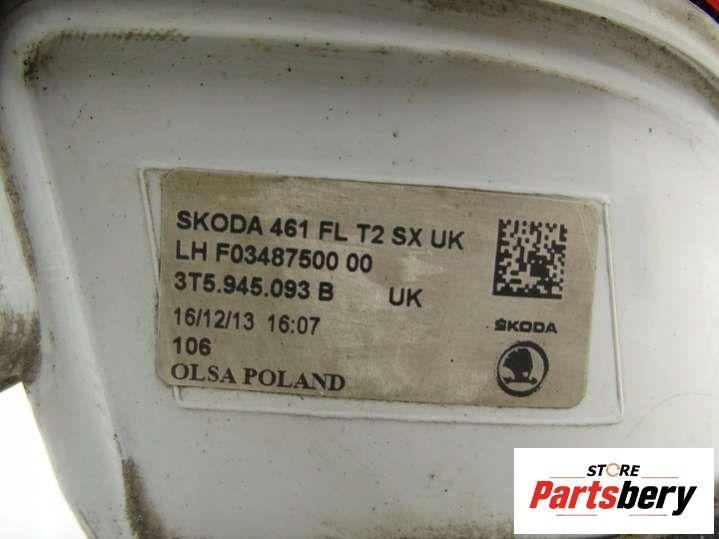 SKODA 461 FL T2 SX UK
LH F03487500 00
3T5.945.093 B UK
16/12/13 16:07
106
OLSA POLAND
ŠKODA
STORE
Partsbery